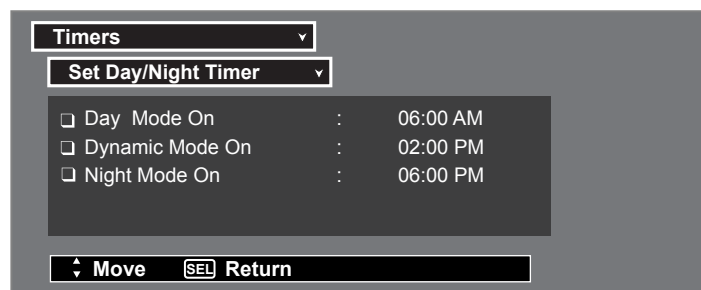 Timers
Set Day/Night Timer
❏ Day Mode On : 06:00 AM
❏ Dynamic Mode On : 02:00 PM
❏ Night Mode On : 06:00 PM
Move SEL Return